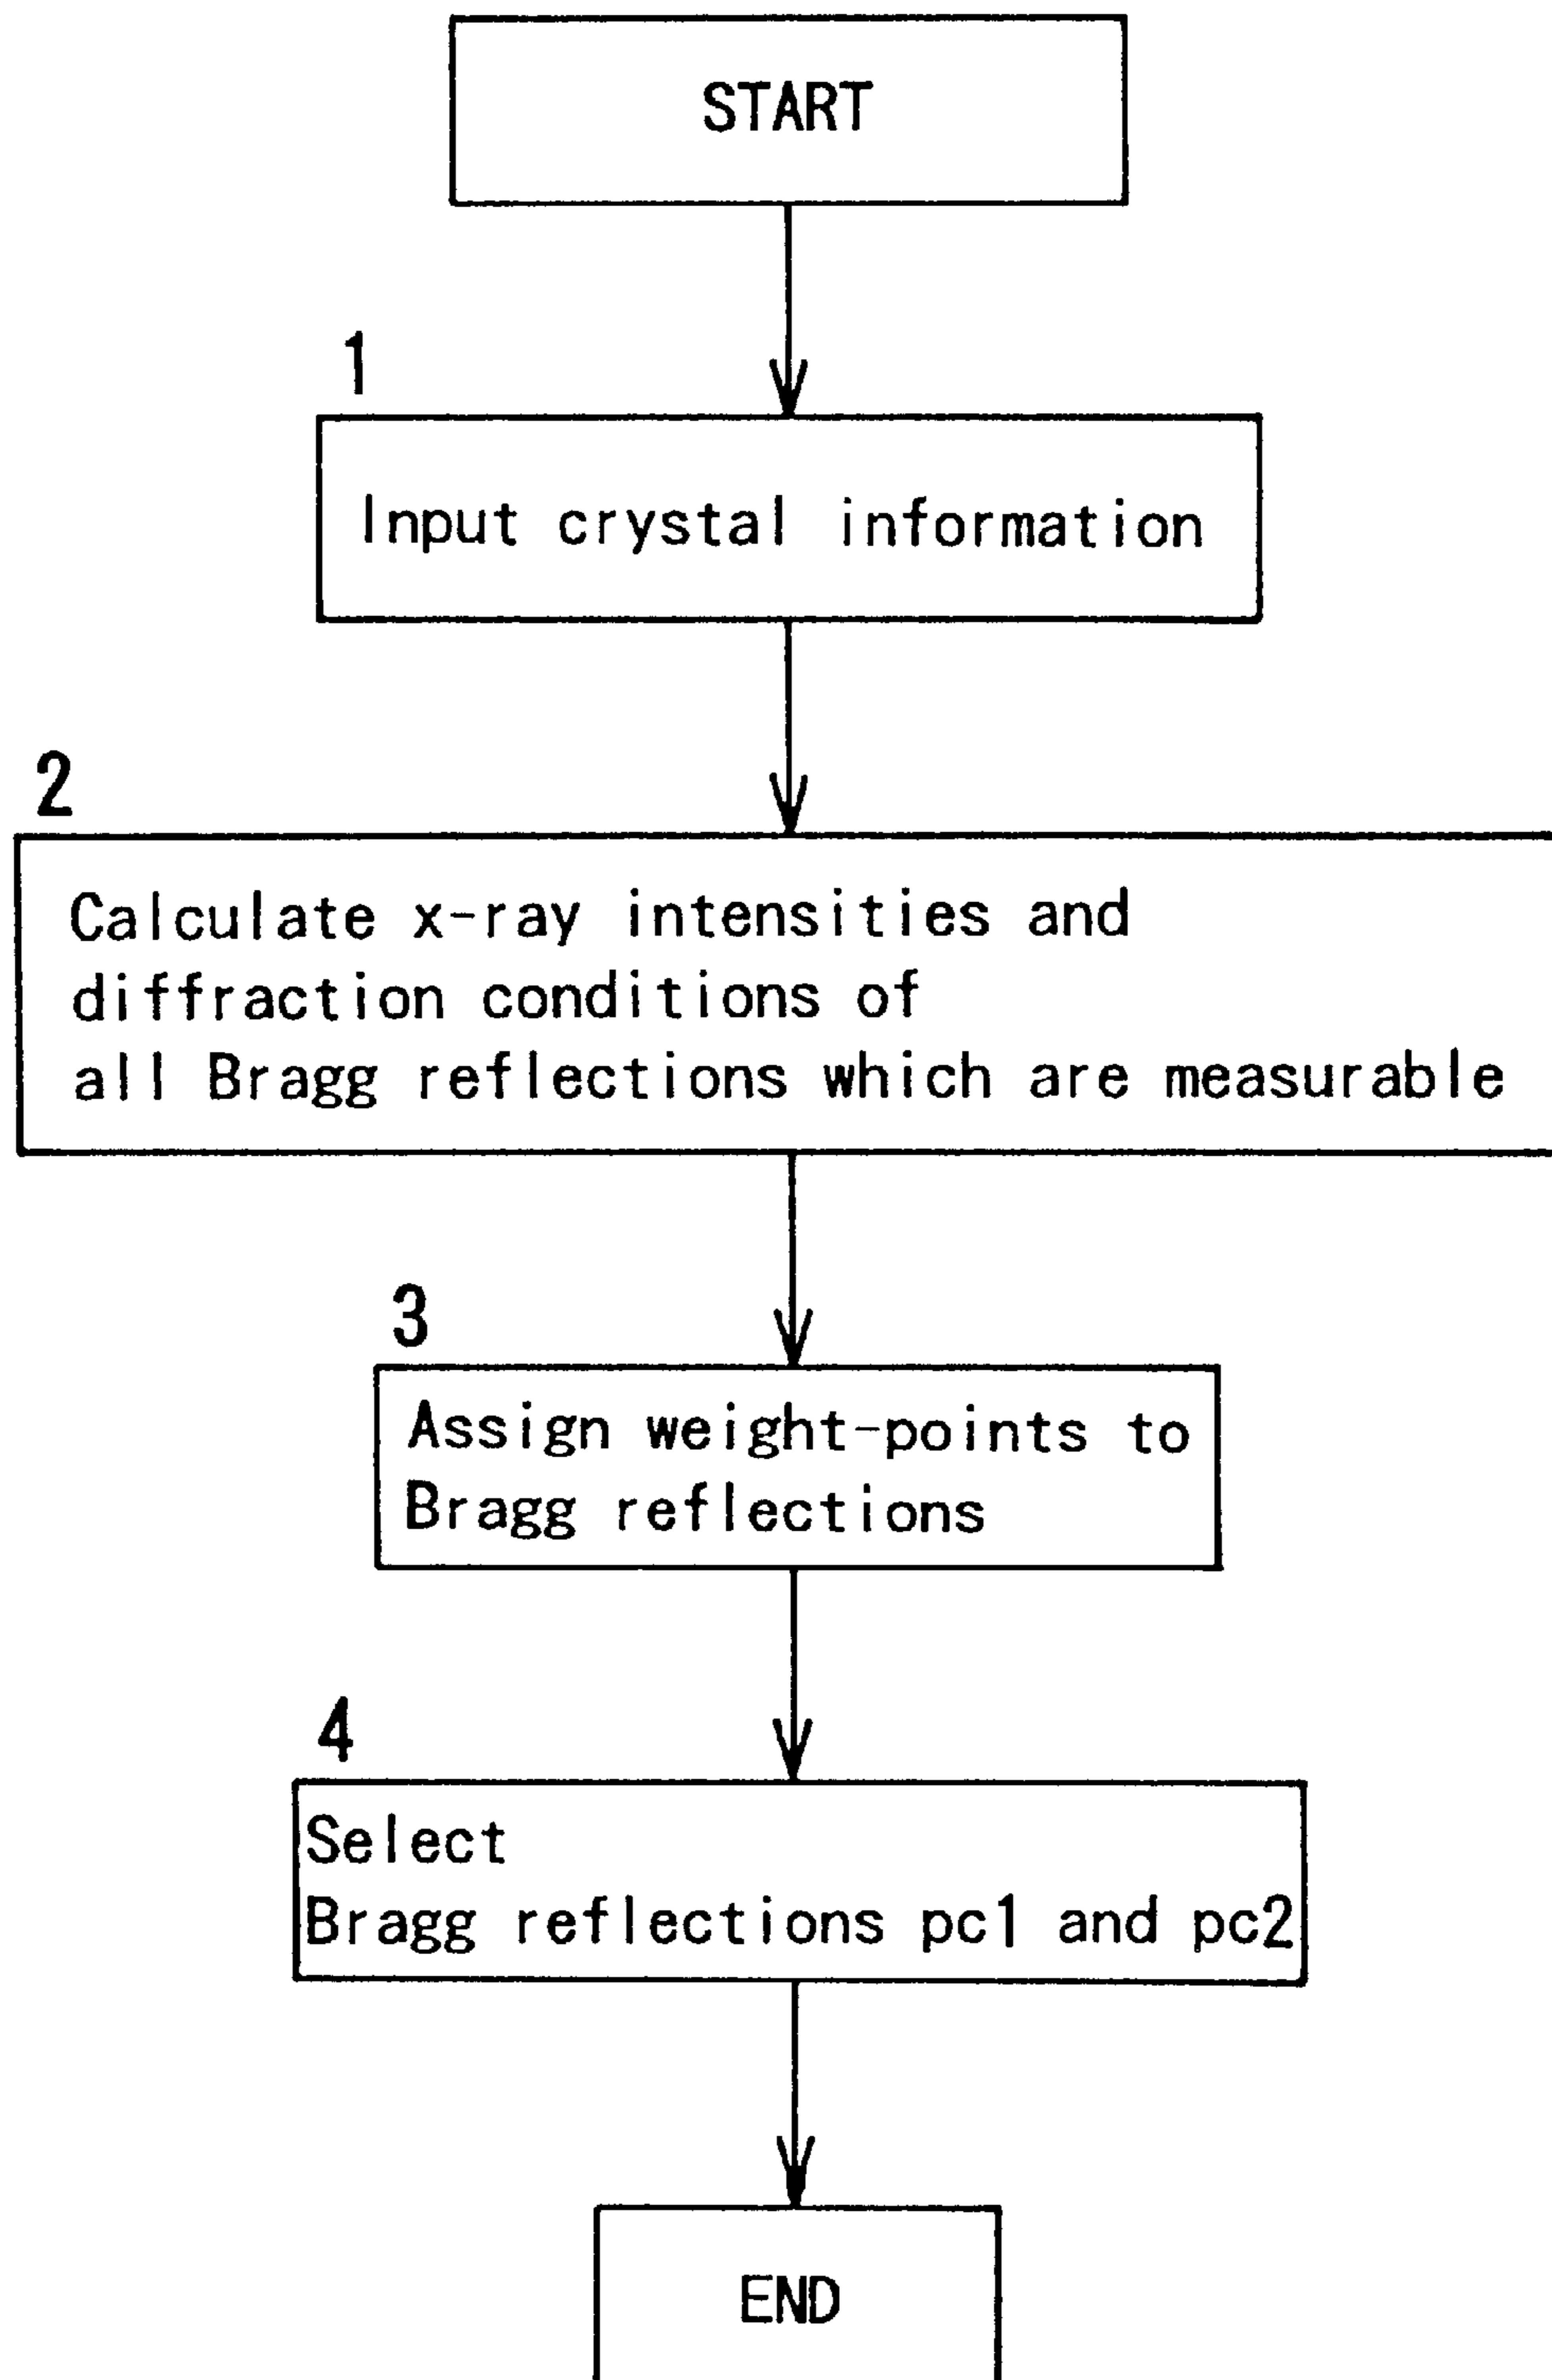 START
1
Input crystal information
2
Calculate x-ray intensities and
diffraction conditions of
all Bragg reflections which are measurable
3
Assign weight-points to
Bragg reflections
4
Select
Bragg reflections pc1 and pc2
END